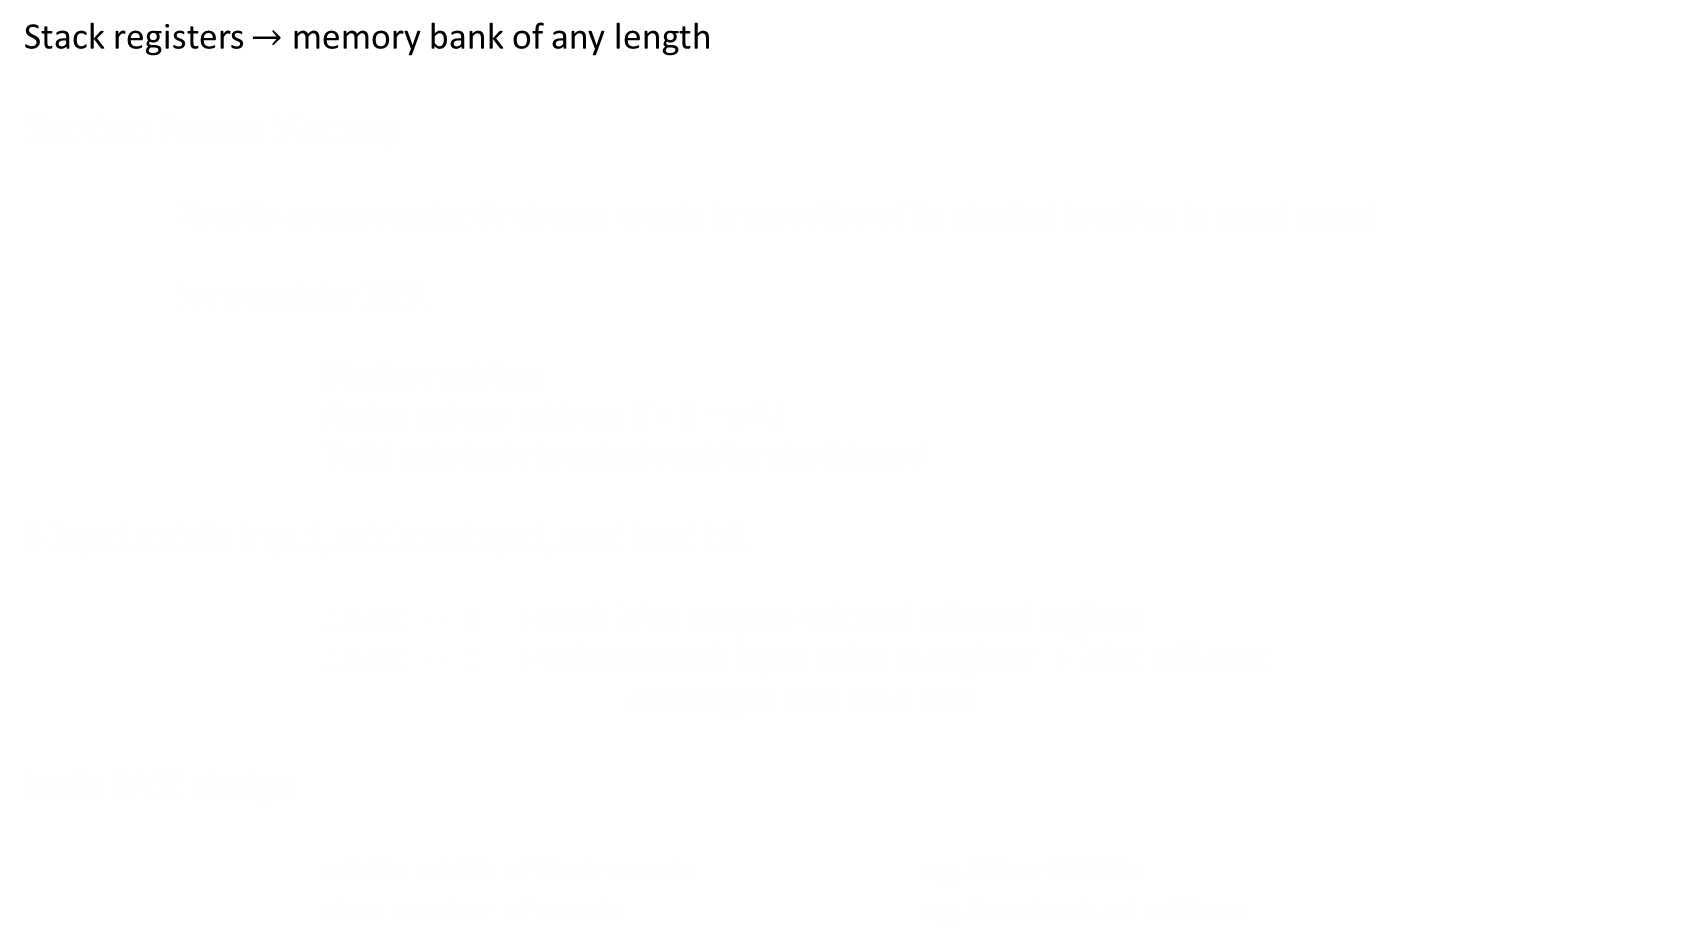 Stack registers → memory bank of any length